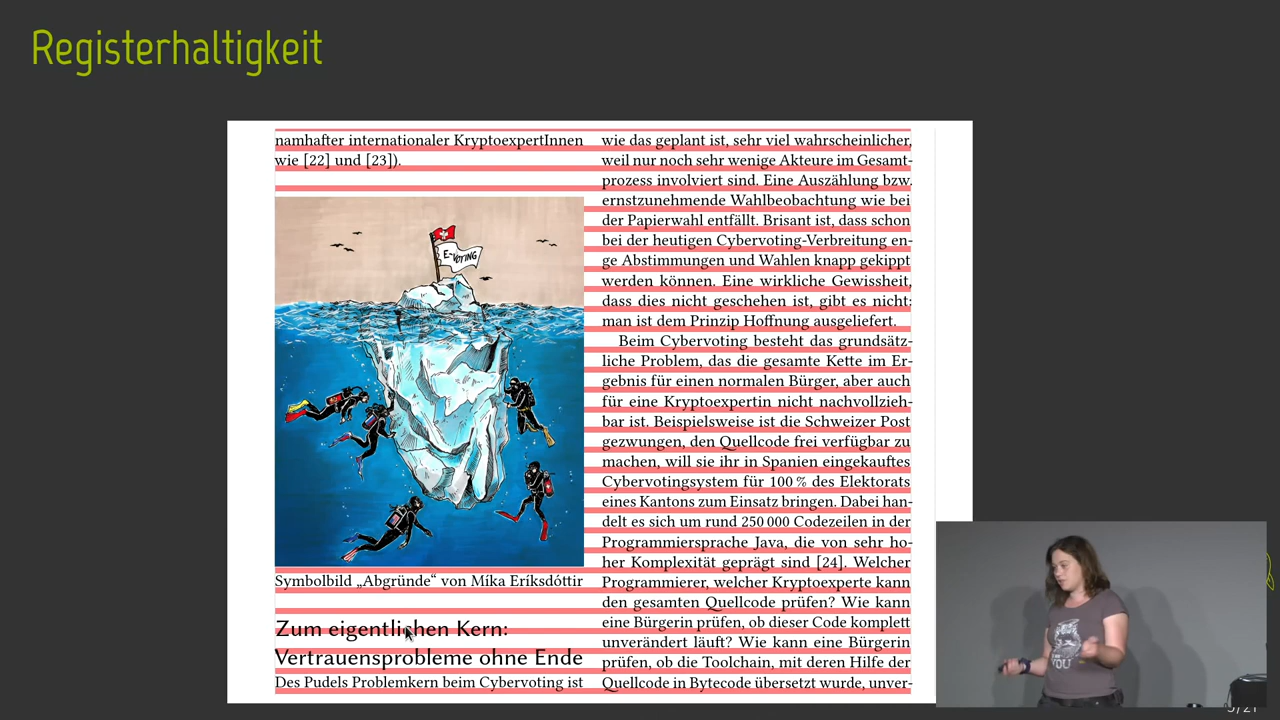 Registerhaltigkeit
namhafter internationaler KryptoexpertInnen
wie [22] und [23]).
E-VOTING
Symbolbild „Abgründe“ von Míka Eríksdóttir
Zum eigentlichen Kern:
Vertrauensprobleme ohne Ende
Des Pudels Problemkern beim Cybervoting ist
wie das geplant ist, sehr viel wahrscheinlicher,
weil nur noch sehr wenige Akteure im Gesamt-
prozess involviert sind. Eine Auszählung bzw.
ernstzunehmende Wahlbeobachtung wie bei
der Papierwahl entfällt. Brisant ist, dass schon
bei der heutigen Cybervoting-Verbreitung en-
ge Abstimmungen und Wahlen knapp gekippt
werden können. Eine wirkliche Gewissheit,
dass dies nicht geschehen ist, gibt es nicht:
man ist dem Prinzip Hoffnung ausgeliefert.
Beim Cybervoting besteht das grundsätz-
liche Problem, das die gesamte Kette im Er-
gebnis für einen normalen Bürger, aber auch
für eine Kryptoexpertin nicht nachvollzieh-
bar ist. Beispielsweise ist die Schweizer Post
gezwungen, den Quellcode frei verfügbar zu
machen, will sie ihr in Spanien eingekauftes
Cybervotingsystem für 100 % des Elektorats
eines Kantons zum Einsatz bringen. Dabei han-
delt es sich um rund 250 000 Codezeilen in der
Programmiersprache Java, die von sehr ho-
her Komplexität geprägt sind [24]. Welcher
Programmierer, welcher Kryptoexperte kann
den gesamten Quellcode prüfen? Wie kann
eine Bürgerin prüfen, ob dieser Code komplett
unverändert läuft? Wie kann eine Bürgerin
prüfen, ob die Toolchain, mit deren Hilfe der
Quellcode in Bytecode übersetzt wurde, unver-
YOU